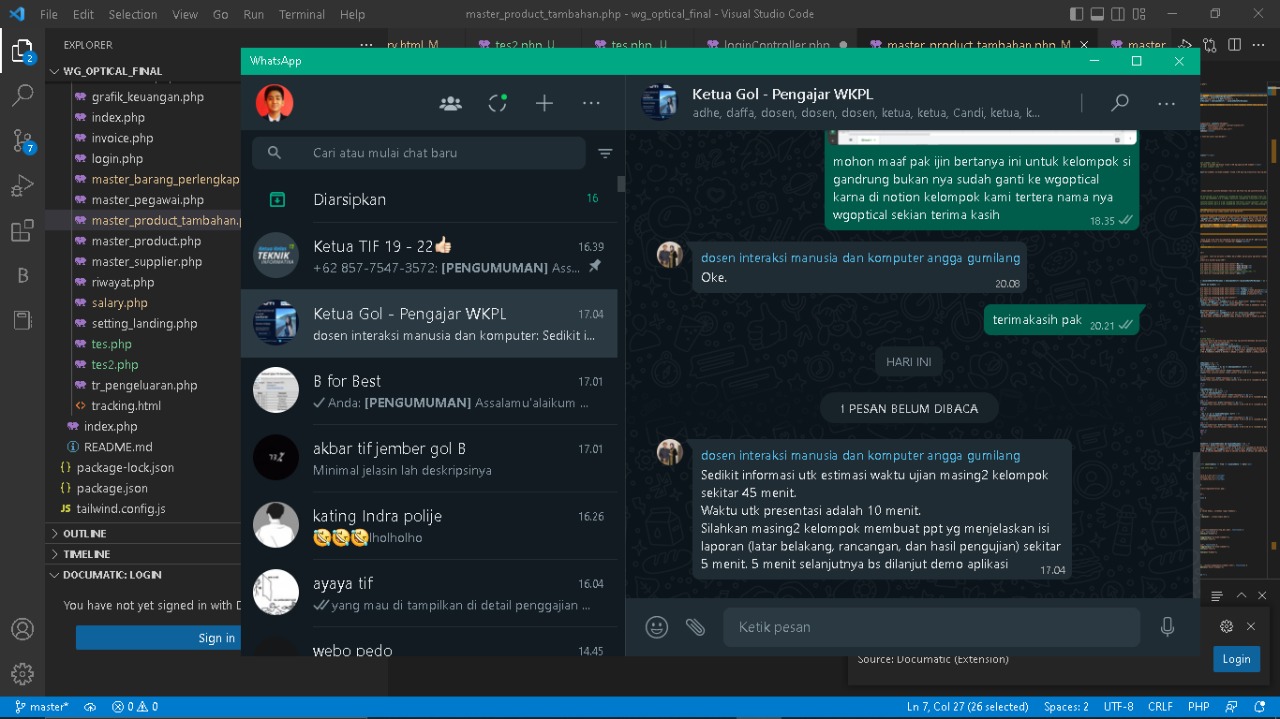 File Edit Selection View Go Run Terminal Help
master_product_tambahan.php - wg_optical_final - Visual Studio Code
EXPLORER
tes2.php U
tes.php U
loginController.php
master_product_tambahan.php M
2
WG_OPTICAL_FINAL
grafik_keuangan.php
index.php
invoice.php
login.php
master_barang_perlengkap
master_pegawai.php
master_product_tambahan.
master_product.php
master_supplier.php
riwayat.php
salary.php
setting_landing.php
tes.php
tes2.php
tr_pengeluaran.php
tracking.html
index.php
README.md
package-lock.json
package.json
tailwind.config.js
OUTLINE
TIMELINE
DOCUMATIC: LOGIN
You have not yet signed in with D
Sign in
7
WhatsApp
Cari atau mulai chat baru
Diarsipkan 16
Ketua TIF 19 - 22👍🏻 16.39
[PENGUMUMAN] Ass...
Ketua Gol - Pengajar WKPL 17.04
dosen interaksi manusia dan komputer: Sedikit i...
B for Best 17.01
Anda: [PENGUMUMAN] Assalamu'alaikum ...
akbar tif jember gol B 17.01
Minimal jelasin lah deskripsinya
kating Indra polije 16.26
🤣🤣🤣lholholho
ayaya tif 16.04
yang mau di tampilkan di detail penggajian ...
webo pedo 14.45
Ketua Gol - Pengajar WKPL
adhe, daffa, dosen, dosen, dosen, ketua, ketua, Candi, ketua, k...
mohon maaf pak ijin bertanya ini untuk kelompok si
gandrung bukan nya sudah ganti ke wgoptical
karna di notion kelompok kami tertera nama nya
wgoptical sekian terima kasih
18.35
dosen interaksi manusia dan komputer angga gumilang
Oke.
20.08
terimakasih pak 20.21
HARI INI
1 PESAN BELUM DIBACA
dosen interaksi manusia dan komputer angga gumilang
Sedikit informasi utk estimasi waktu ujian masing2 kelompok
sekitar 45 menit.
Waktu utk presentasi adalah 10 menit.
Silahkan masing2 kelompok membuat ppt yg menjelaskan isi
laporan (latar belakang, rancangan, dan hasil pengujian) sekitar
5 menit. 5 menit selanjutnya bs dilanjut demo aplikasi
17.04
Ketik pesan
Source: Documatic (Extension)
Login
master* 0 0
Ln 7, Col 27 (26 selected) Spaces: 2 UTF-8 CRLF PHP